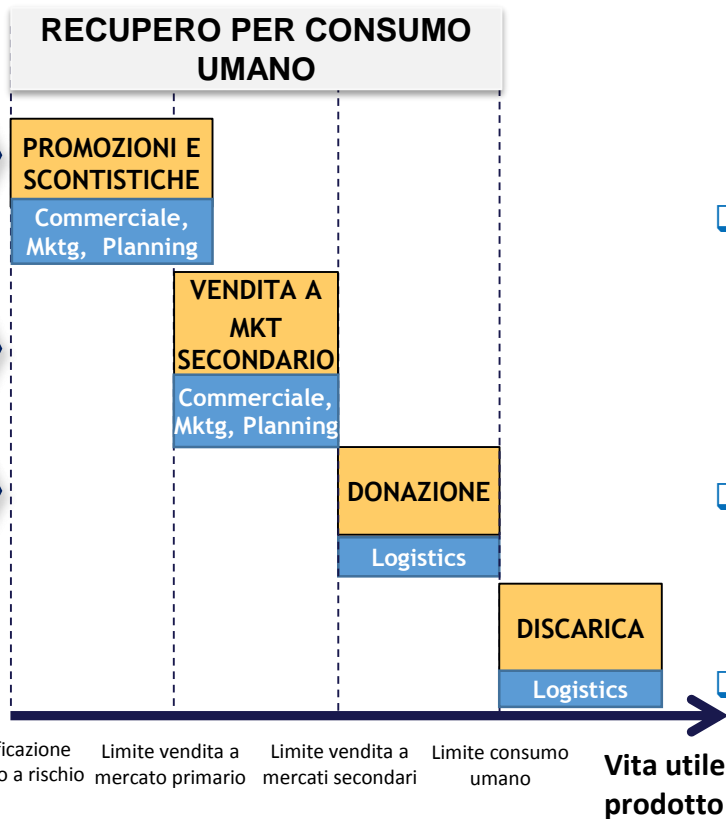 RECUPERO PER CONSUMO
UMANO
PROMOZIONI E
SCONTISTICHE
Commerciale,
Mktg, Planning
VENDITA A
MKT
SECONDARIO
Commerciale,
Mktg, Planning
DONAZIONE
Logistics
DISCARICA
Logistics
a rischio
Limite vendita a
mercato primario
Limite vendita a
mercati secondari
Limite consumo
umano
Vita utile
prodotto